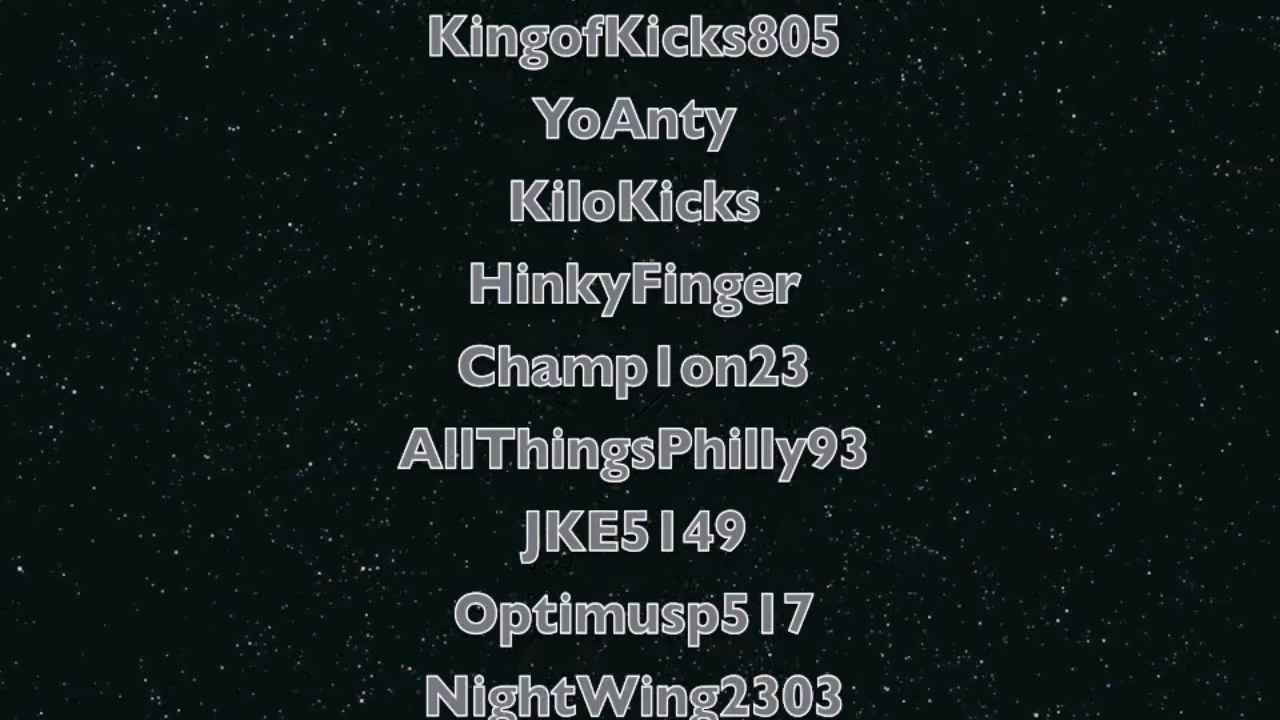 KingofKicks805
YoAnty
KiloKicks
HinkyFinger
Champ1on23
AllThingsPhilly93
JKE5149
Optimusp517
NightWing2303